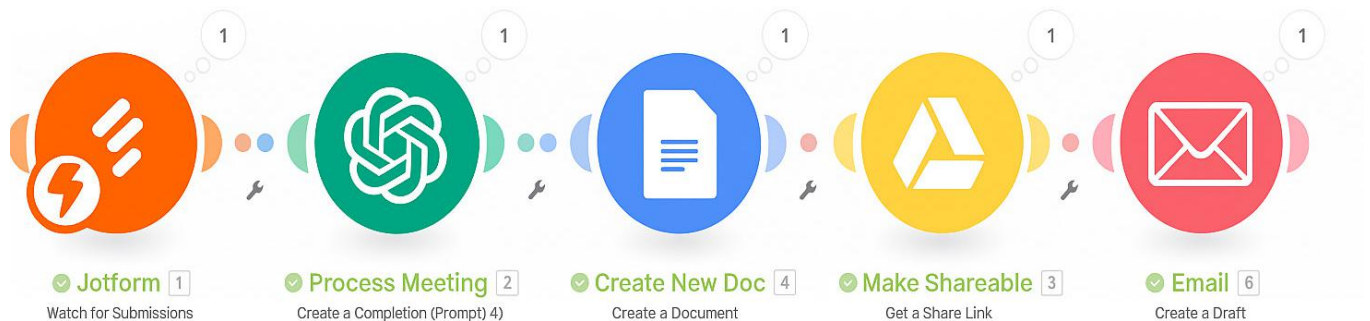 1 1 1 1 1
Jotform 1 Process Meeting 2 Create New Doc 4 Make Shareable 3 Email 6
Watch for Submissions Create a Completion (Prompt) 4) Create a Document Get a Share Link Create a Draft